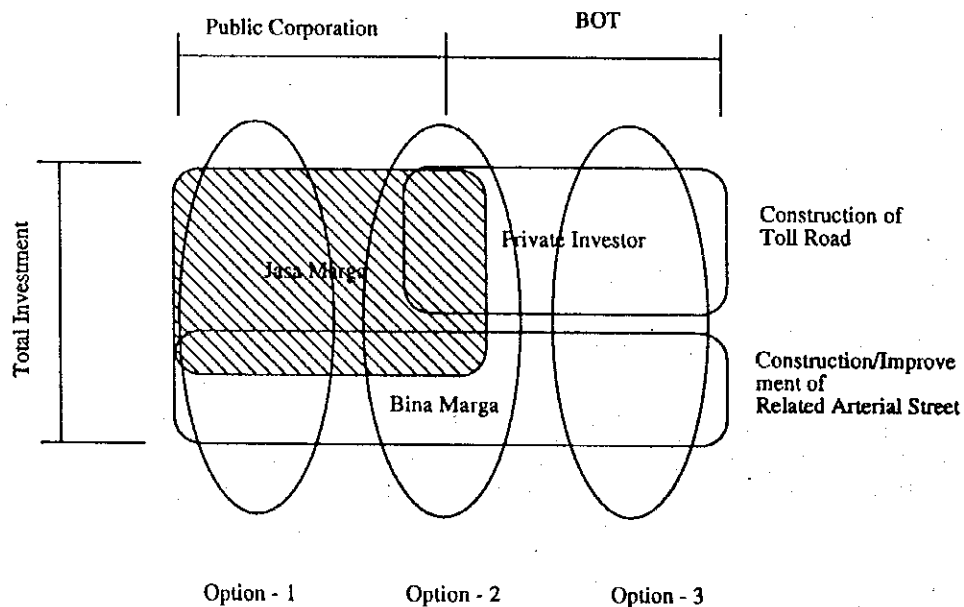 Public Corporation
BOT
Total Investment
Jasa Marga
Private Investor
Bina Marga
Construction of
Toll Road
Construction/Improve
ment of
Related Arterial Street
Option - 1
Option - 2
Option - 3